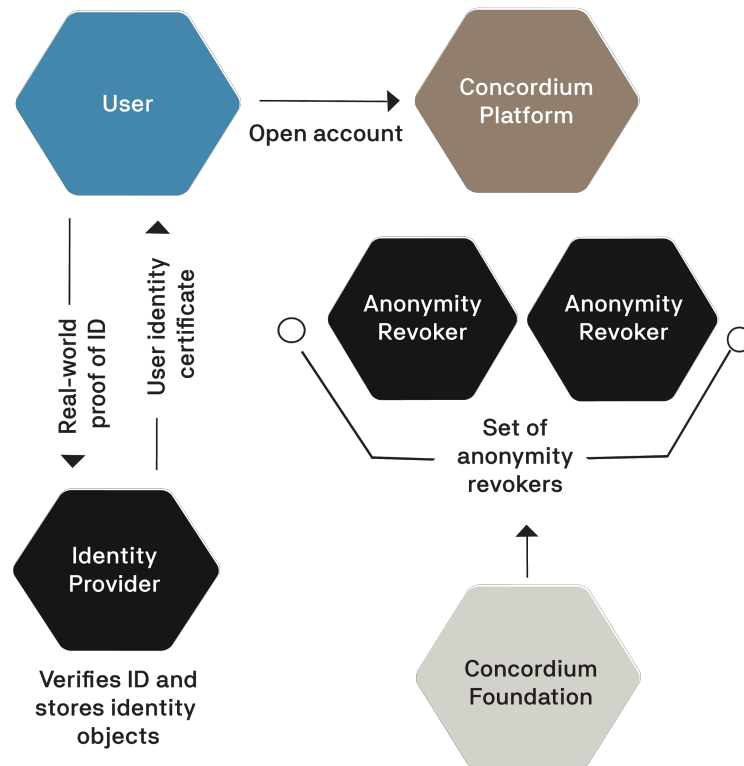 User
Concordium
Platform
Open account
Real-world
proof of ID
User identity
certificate
Anonymity
Revoker
Anonymity
Revoker
Set of
anonymity
revokers
Identity
Provider
Verifies ID and
stores identity
objects
Concordium
Foundation